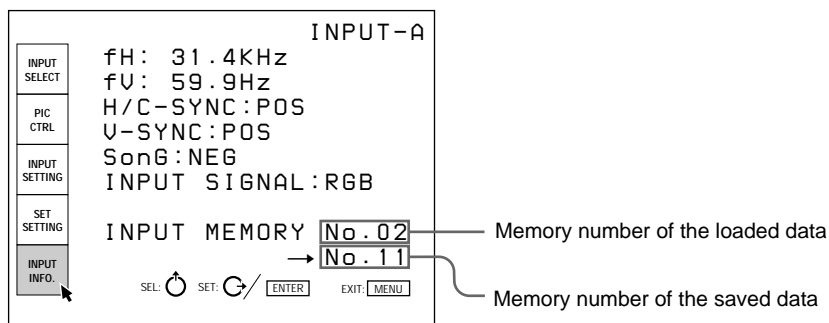 INPUT-A
INPUT SELECT
PIC CTRL
INPUT SETTING
SET SETTING
INPUT INFO.
fH: 31.4KHz
fV: 59.9Hz
H/C-SYNC:POS
V-SYNC:POS
SonG:NEG
INPUT SIGNAL:RGB
INPUT MEMORY No.02
→ No.11
SEL: SET: / ENTER EXIT: MENU
Memory number of the loaded data
Memory number of the saved data